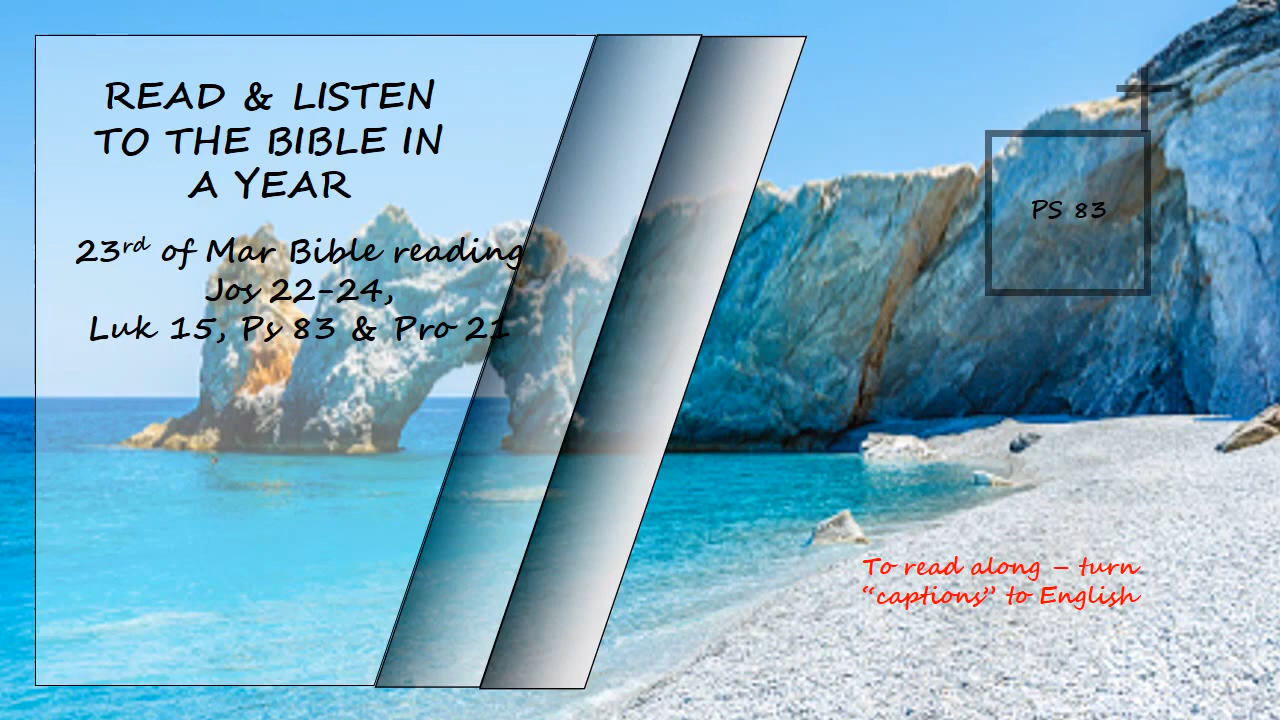 READ & LISTEN
TO THE BIBLE IN
A YEAR
23rd of Mar Bible reading
Jos 22-24,
Luk 15, Ps 83 & Pro 21
PS 83
To read along – turn
“captions” to English